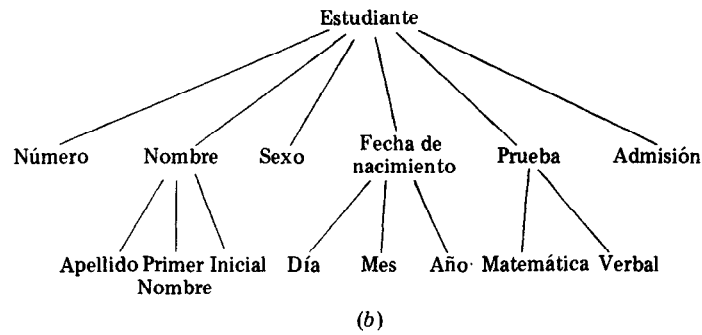 Estudiante
Número Nombre Sexo Fecha de nacimiento Prueba Admisión
Apellido Primer Nombre Inicial Día Mes Año Matemática Verbal
(b)